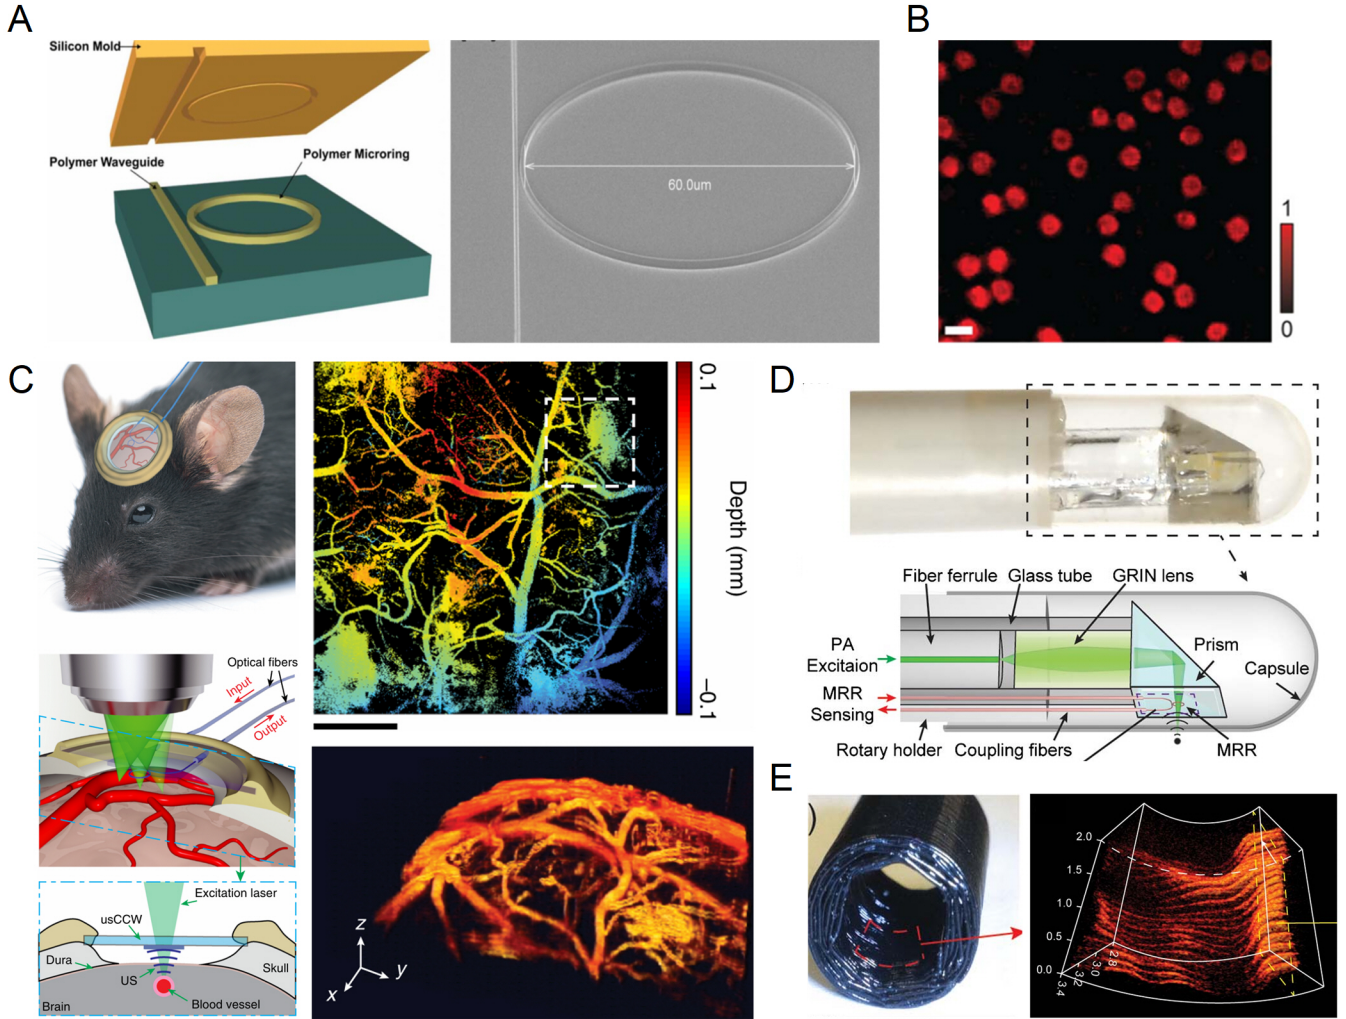 A
Silicon Mold
Polymer Waveguide
Polymer Microring
60.0um
B
1
0
C
Optical fibers
Input
Output
Excitation laser
usCCW
Dura
US
Skull
Blood vessel
Brain
0.1
Depth (mm)
−0.1
z
y
x
D
Fiber ferrule
Glass tube
GRIN lens
PA
Excitaion
MRR
Sensing
Prism
Capsule
Rotary holder
Coupling fibers
MRR
E
2.0
1.5
1.0
0.5
0.0
2.8
3.0
3.2
3.4